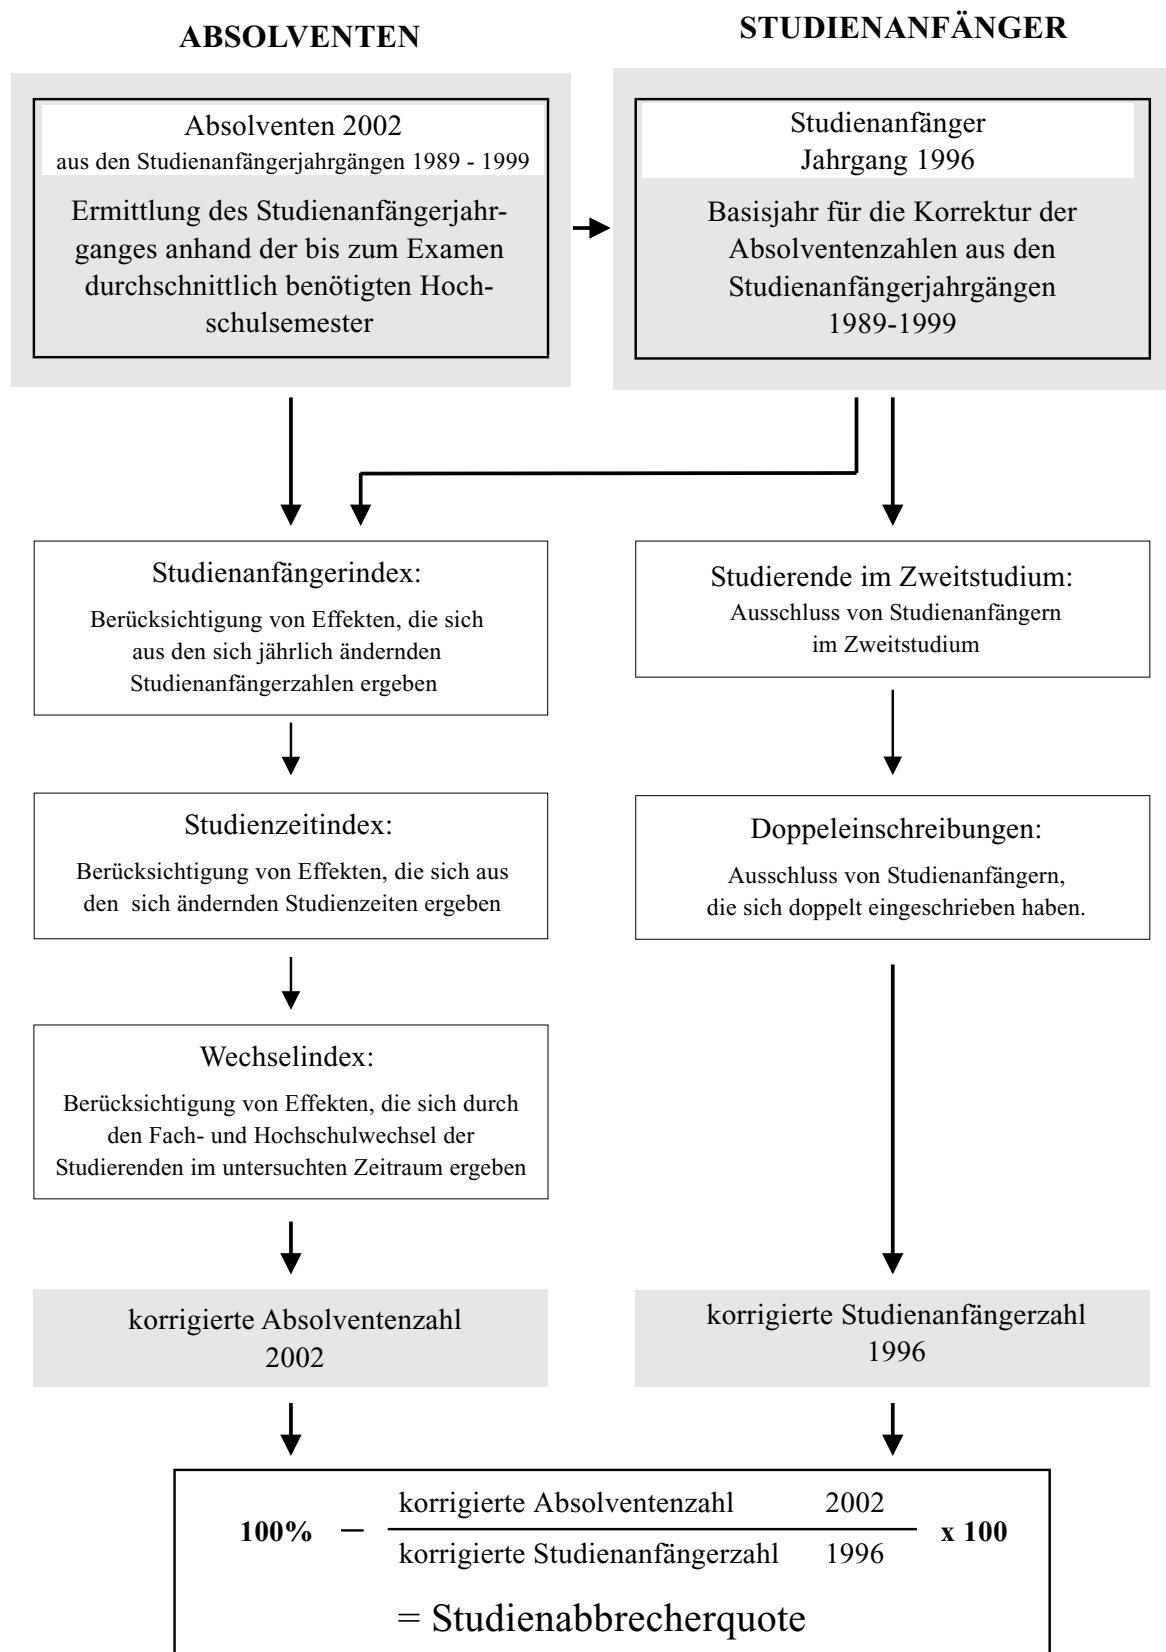 ABSOLVENTEN
STUDIENANFÄNGER
Absolventen 2002
aus den Studienanfängerjahrgängen 1989 - 1999
Ermittlung des Studienanfängerjahr-
ganges anhand der bis zum Examen
durchschnittlich benötigten Hoch-
schulsemester
Studienanfänger
Jahrgang 1996
Basisjahr für die Korrektur der
Absolventenzahlen aus den
Studienanfängerjahrgängen
1989-1999
Studienanfängerindex:
Berücksichtigung von Effekten, die sich
aus den sich jährlich ändernden
Studienanfängerzahlen ergeben
Studierende im Zweitstudium:
Ausschluss von Studienanfängern
im Zweitstudium
Studienzeitindex:
Berücksichtigung von Effekten, die sich aus
den sich ändernden Studienzeiten ergeben
Doppeleinschreibungen:
Ausschluss von Studienanfängern,
die sich doppelt eingeschrieben haben.
Wechselindex:
Berücksichtigung von Effekten, die sich durch
den Fach- und Hochschulwechsel der
Studierenden im untersuchten Zeitraum ergeben
korrigierte Absolventenzahl
2002
korrigierte Studienanfängerzahl
1996
korrigierte Absolventenzahl 2002
100% — x 100
korrigierte Studienanfängerzahl 1996
= Studienabbrecherquote